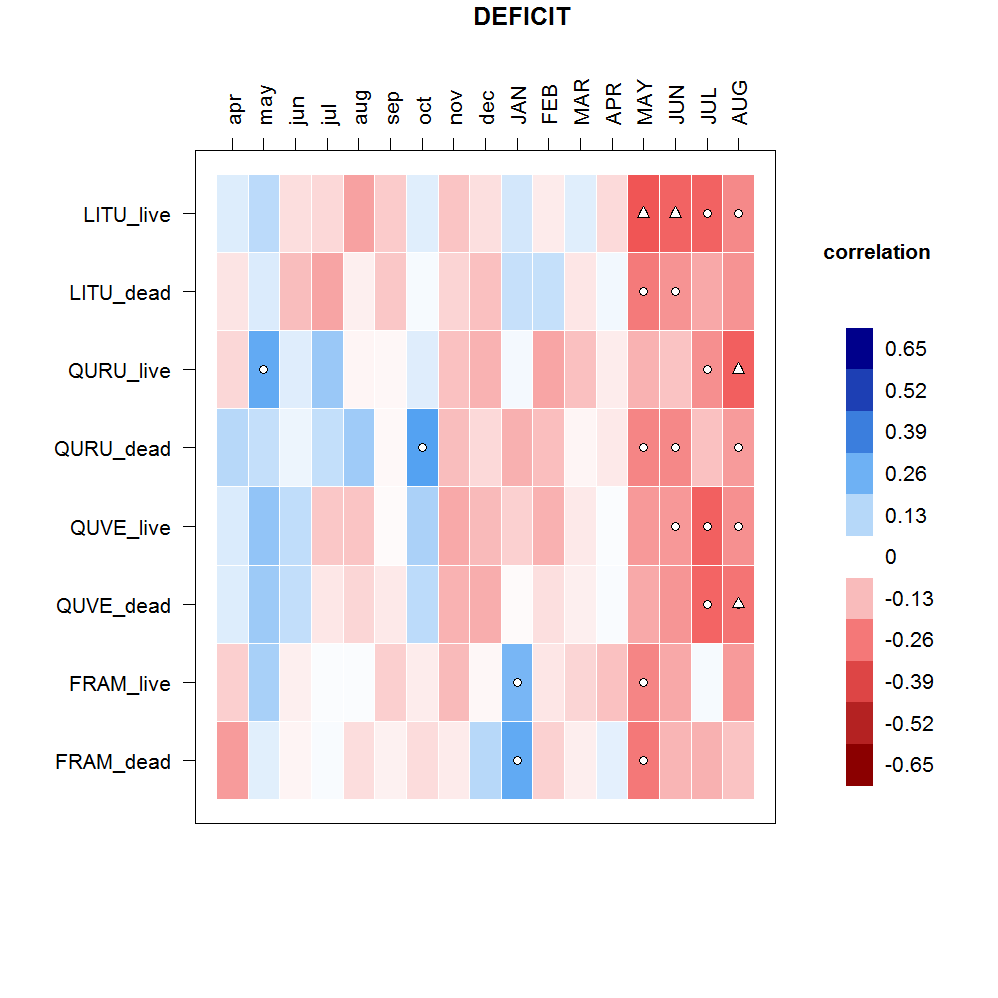 DEFICIT
apr may jun jul aug sep oct nov dec JAN FEB MAR APR MAY JUN JUL AUG
LITU_live
LITU_dead
QURU_live
QURU_dead
QUVE_live
QUVE_dead
FRAM_live
FRAM_dead
correlation
0.65
0.52
0.39
0.26
0.13
0
-0.13
-0.26
-0.39
-0.52
-0.65